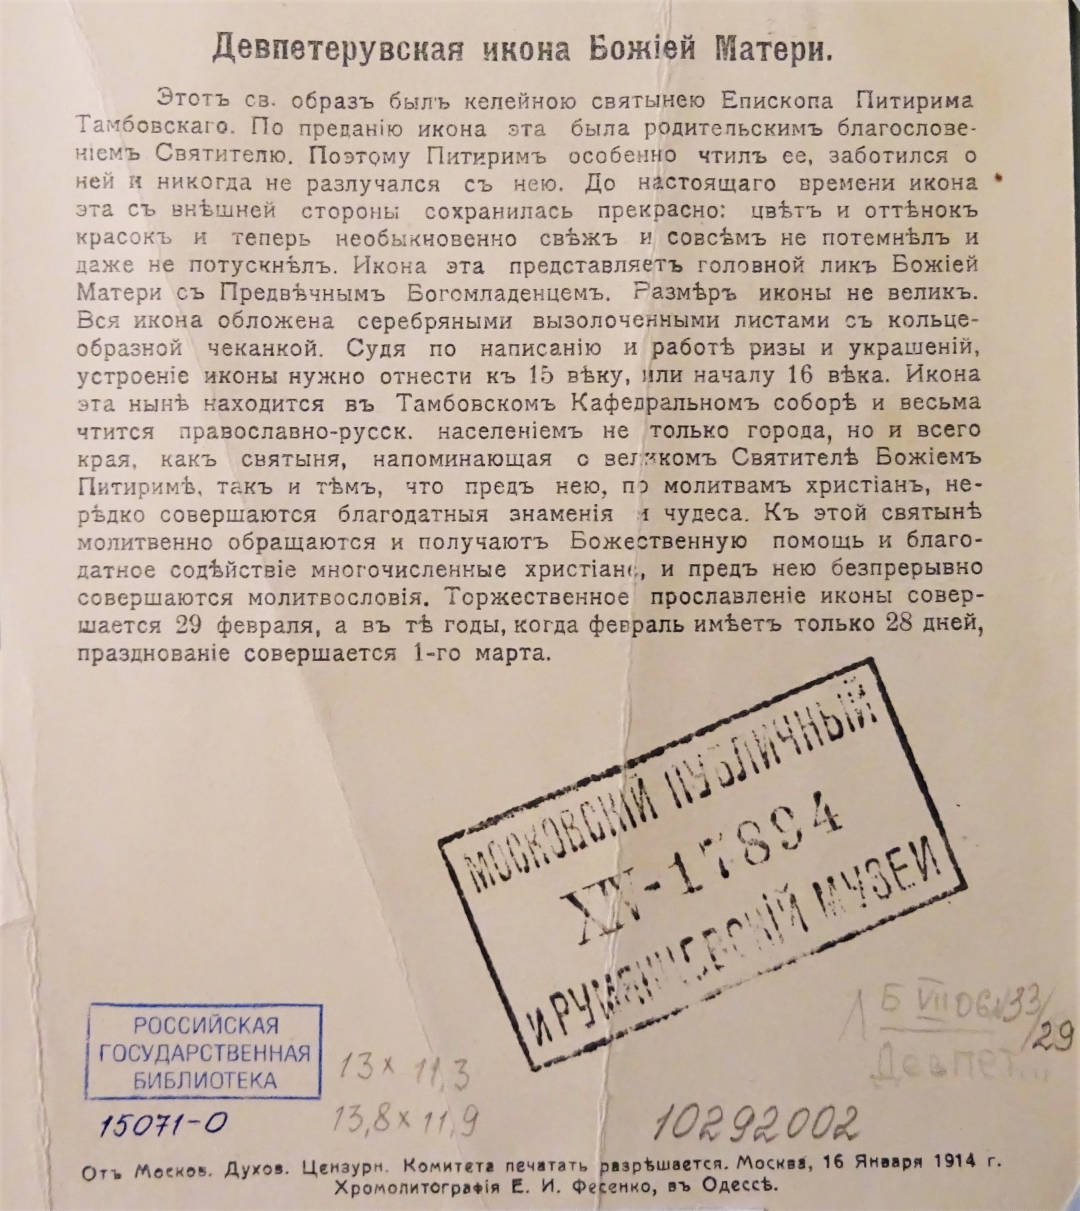 Девпетерувская икона Божіей Матери.
Этотъ св. образъ былъ келейною святынею Епископа Питирима
Тамбовскаго. По преданію икона эта была родительскимъ благослове-
ніемъ Святителю. Поэтому Питиримъ особенно чтилъ ее, заботился о
ней и никогда не разлучался съ нею. До настоящаго времени икона
эта съ внѣшней стороны сохранилась прекрасно: цвѣтъ и оттѣнокъ
красокъ и теперь необыкновенно свѣжъ и совсѣмъ не потемнѣлъ и
даже не потускнѣлъ. Икона эта представляетъ головной ликъ Божіей
Матери съ Предвѣчнымъ Богомладенцемъ. Размѣръ иконы не великъ.
Вся икона обложена серебряными вызолоченными листами съ кольце-
образной чеканкой. Судя по написанію и работѣ ризы и украшеній,
устроеніе иконы нужно отнести къ 15 вѣку, или началу 16 вѣка. Икона
эта нынѣ находится въ Тамбовскомъ Кафедральномъ соборѣ и весьма
чтится православно-русск. населеніемъ не только города, но и всего
края, какъ святыня, напоминающая о великомъ Святителѣ Божіемъ
Питиримѣ, такъ и тѣмъ, что предъ нею, по молитвамъ христіанъ, не-
рѣдко совершаются благодатныя знаменія и чудеса. Къ этой святынѣ
молитвенно обращаются и получаютъ Божественную помощь и благо-
датное содѣйствіе многочисленные христіане, и предъ нею безпрерывно
совершаются молитвословія. Торжественное прославленіе иконы совер-
шается 29 февраля, а въ тѣ годы, когда февраль имѣетъ только 28 дней,
празднованіе совершается 1-го марта.
МОСКОВСКІЙ ПУБЛИЧНЫЙ
XIV-17894
И РУМЯНЦЕВСКІЙ МУЗЕИ
Б VII 06 33/29
Девпет...
РОССИЙСКАЯ
ГОСУДАРСТВЕННАЯ
БИБЛИОТЕКА
15071-О
13 x 11,3
13,8 x 11,9
10292002
Отъ Москов. Духов. Цензурн. Комитета печатать разрѣшается. Москва, 16 Января 1914 г.
Хромолитографія Е. И. Фесенко, въ Одессѣ.